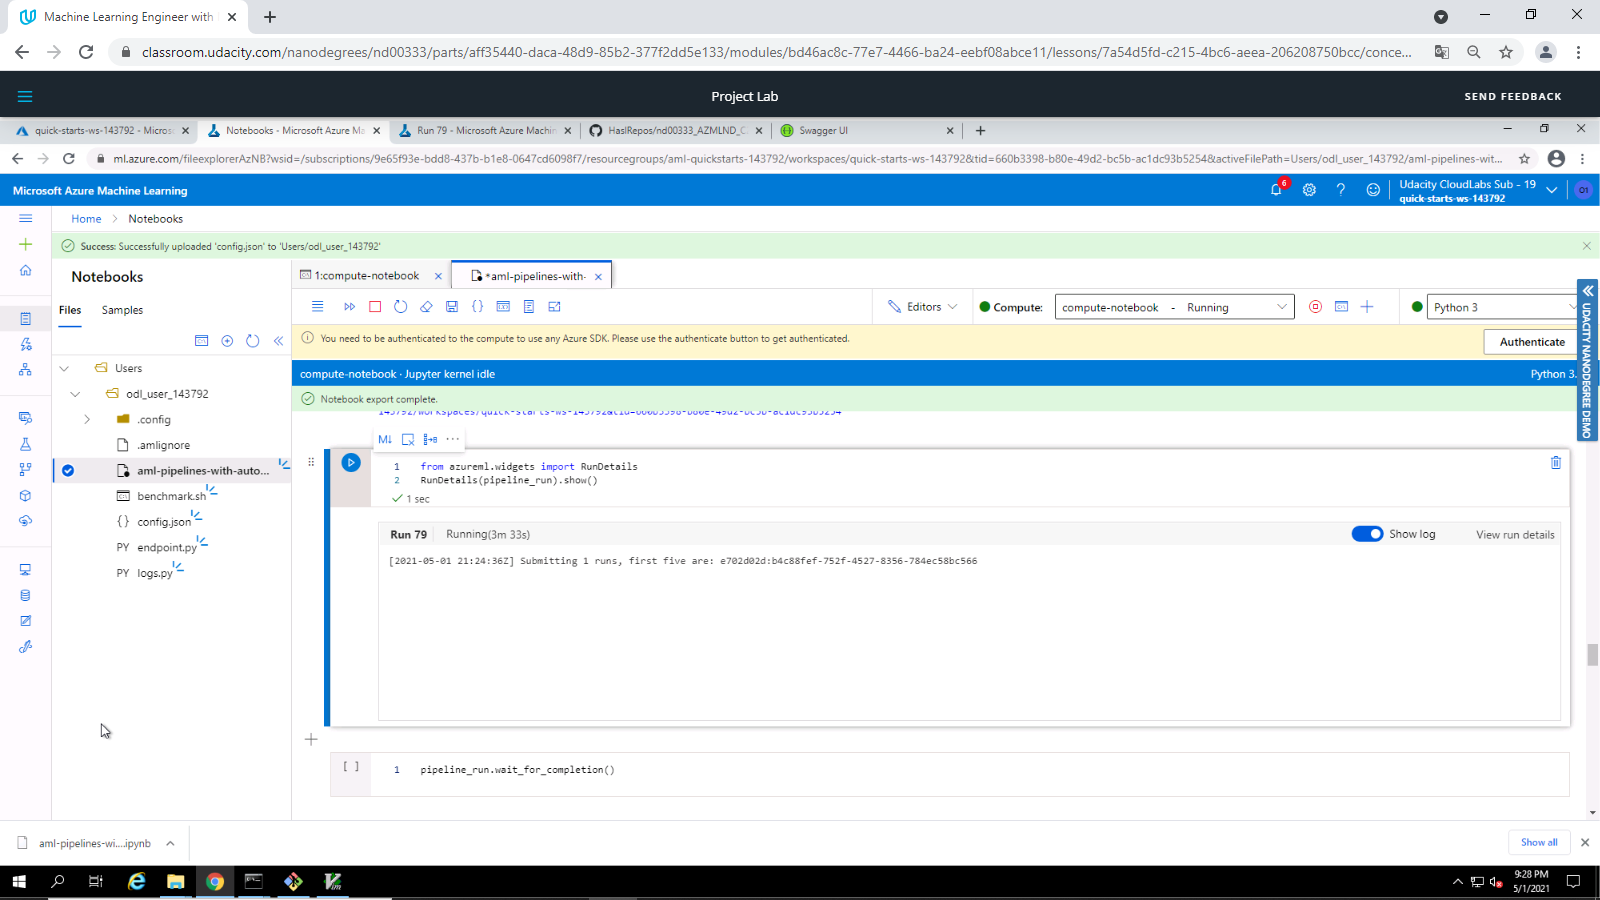 Machine Learning Engineer with
classroom.udacity.com/nanodegrees/nd00333/parts/aff35440-daca-48d9-85b2-377f2dd5e133/modules/bd46ac8c-77e7-4466-ba24-eebf08abce11/lessons/7a54d5fd-c215-4bc6-aeea-206208750bcc/conce...
Project Lab
SEND FEEDBACK
quick-starts-ws-143792 - Micros
Notebooks - Microsoft Azure Ma
Run 79 - Microsoft Azure Machin
HaslRepos/nd00333_AZMLND_C
Swagger UI
ml.azure.com/fileexplorerAzNB?wsid=/subscriptions/9e65f93e-bdd8-437b-b1e8-0647cd6098f7/resourcegroups/aml-quickstarts-143792/workspaces/quick-starts-ws-143792&tid=660b3398-b80e-49d2-bc5b-ac1dc93b5254&activeFilePath=Users/odl_user_143792/aml-pipelines-wit...
Microsoft Azure Machine Learning
6
Udacity CloudLabs Sub - 19
quick-starts-ws-143792
O1
Home > Notebooks
Success: Successfully uploaded 'config.json' to 'Users/odl_user_143792'
Notebooks
Files
Samples
Users
odl_user_143792
.config
.amlignore
aml-pipelines-with-auto...
benchmark.sh
{} config.json
PY endpoint.py
PY logs.py
1:compute-notebook
*aml-pipelines-with-
Editors
Compute:
compute-notebook - Running
Python 3
You need to be authenticated to the compute to use any Azure SDK. Please use the authenticate button to get authenticated.
Authenticate
compute-notebook · Jupyter kernel idle
Python 3.
UDACITY NANODEGREE DEMO
Notebook export complete.
143792/workspaces/quick-starts-ws-143792&tid=660b3398-b80e-49d2-bc5b-ac1dc93b5254
M↓
1 from azureml.widgets import RunDetails
2 RunDetails(pipeline_run).show()
1 sec
Run 79
Running(3m 33s)
Show log
View run details
[2021-05-01 21:24:36Z] Submitting 1 runs, first five are: e702d02d:b4c88fef-752f-4527-8356-784ec58bc566
[ ]
1 pipeline_run.wait_for_completion()
aml-pipelines-wi....ipynb
Show all
9:28 PM
5/1/2021